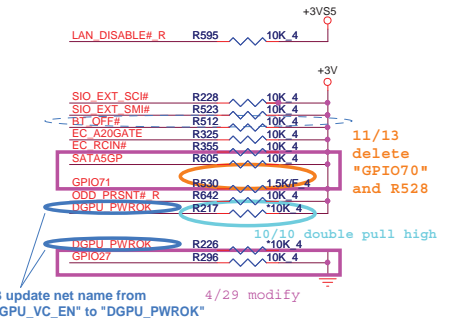 +3VS5
LAN_DISABLE#_R R595 10K_4
+3V
SIO_EXT_SCI# R228 10K_4
SIO_EXT_SMI# R523 10K_4
BT_OFF# R512 10K_4
EC_A20GATE R325 10K_4
EC_RCIN# R355 10K_4
SATA5GP R605 10K_4
GPIO71 R530 1.5K/F_4
ODD_PRSNT#_R R642 10K_4
DGPU_PWROK R217 *10K_4
11/13
delete
"GPIO70"
and R528
10/10 double pull high
DGPU_PWROK R226 *10K_4
GPIO27 R296 10K_4
update net name from
GPU_VC_EN" to "DGPU_PWROK"
4/29 modify